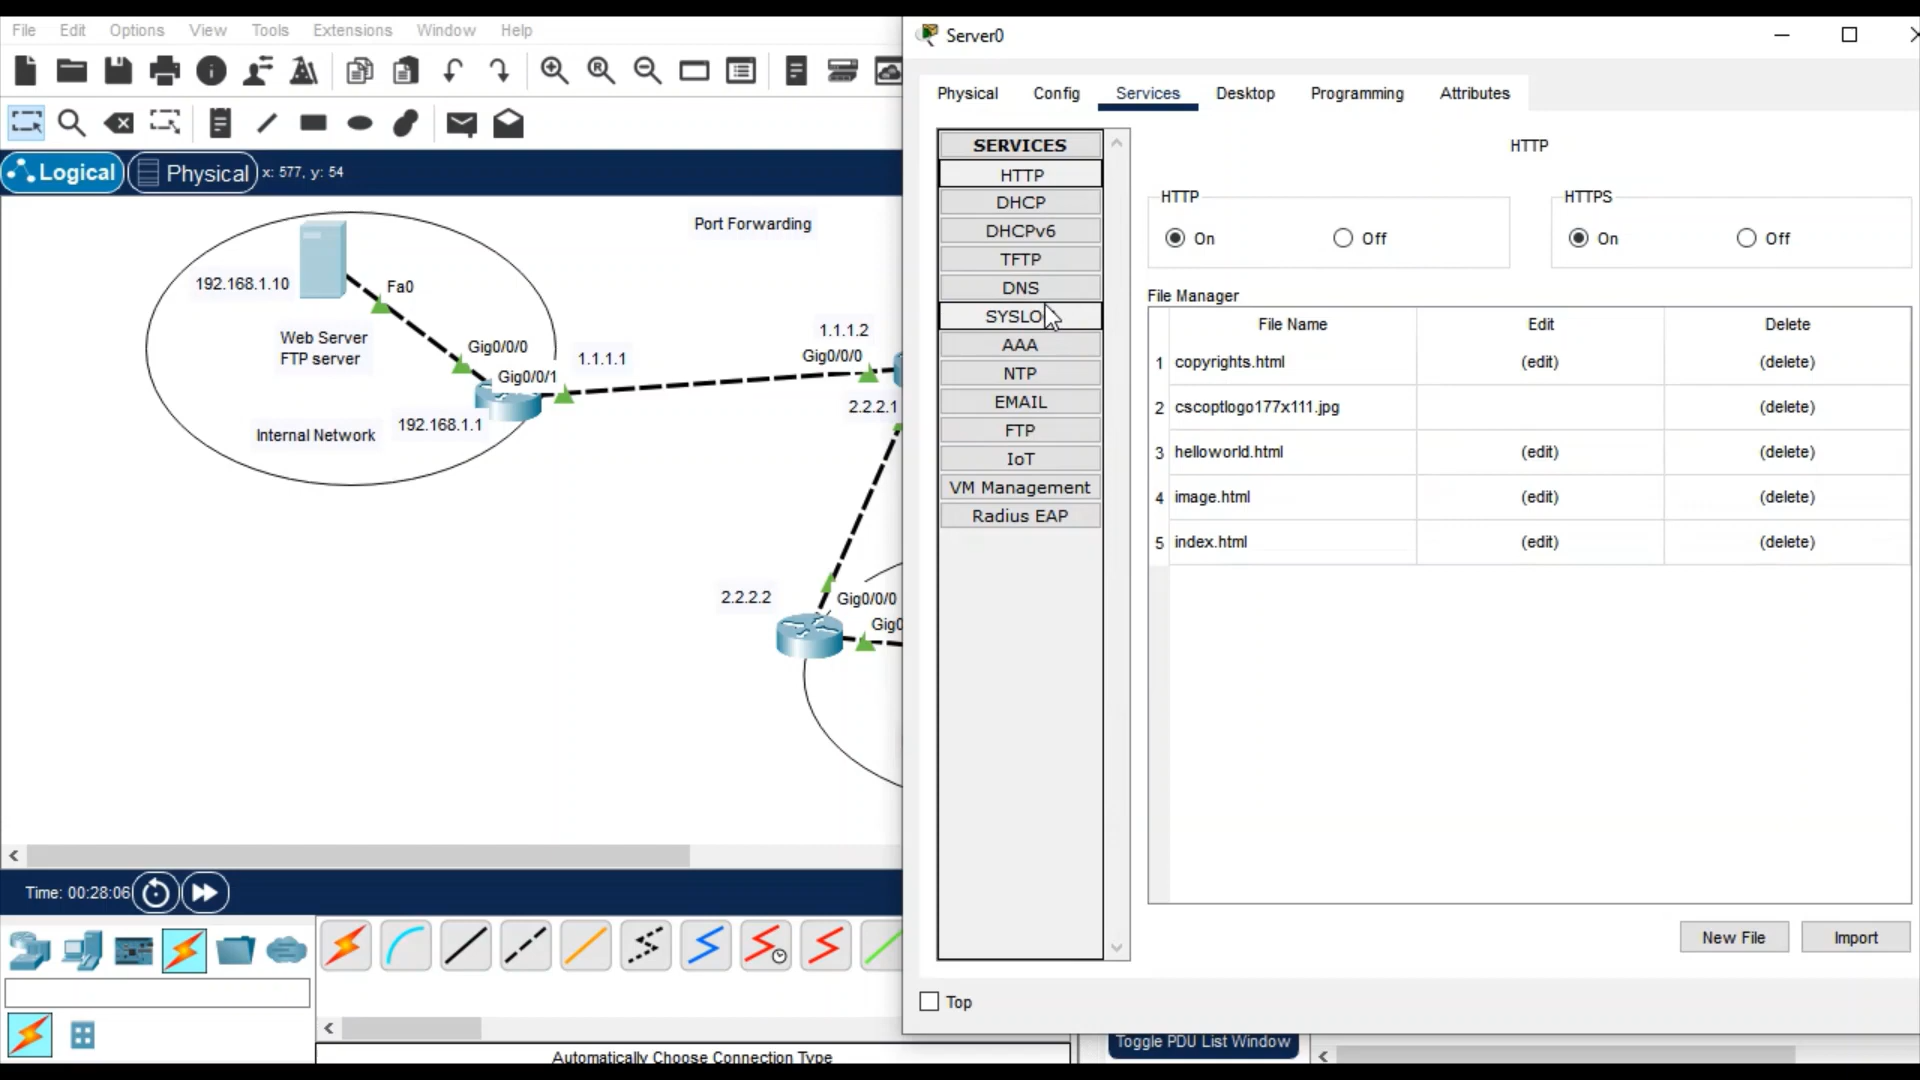 File Edit Options View Tools Extensions Window Help
Logical Physical x: 577, y: 54
Port Forwarding
192.168.1.10
Fa0
Web Server
FTP server
Gig0/0/0
Gig0/0/1
1.1.1.1
192.168.1.1
Internal Network
1.1.1.2
Gig0/0/0
2.2.2.1
2.2.2.2
Gig0/0/0
Time: 00:28:06
Automatically Choose Connection Type
Server0
Physical Config Services Desktop Programming Attributes
SERVICES
HTTP
DHCP
DHCPv6
TFTP
DNS
SYSLO
AAA
NTP
EMAIL
FTP
IoT
VM Management
Radius EAP
HTTP
HTTP
On Off
HTTPS
On Off
File Manager
File Name Edit Delete
1 copyrights.html (edit) (delete)
2 cscoptlogo177x111.jpg (delete)
3 helloworld.html (edit) (delete)
4 image.html (edit) (delete)
5 index.html (edit) (delete)
New File Import
Top
Toggle PDU List Window